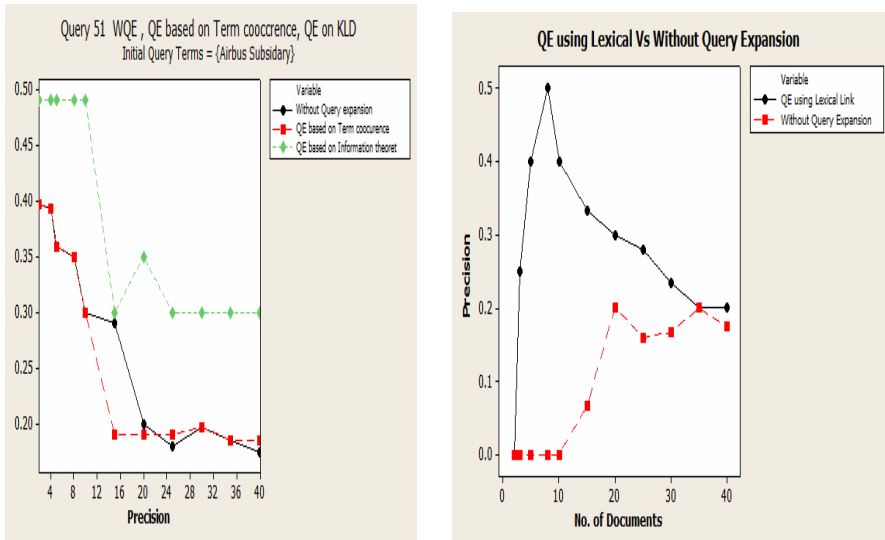 Query 51 WQE , QE based on Term cooccrence, QE on KLD
Initial Query Terms = {Airbus Subsidary}
Variable
Without Query expansion
QE based on Term coocurence
QE based on Information theoret
0.50
0.45
0.40
0.35
0.30
0.25
0.20
4 8 12 16 20 24 28 32 36 40
Precision
QE using Lexical Vs Without Query Expansion
Variable
QE using Lexical Link
Without Query Expansion
Precision
0.5
0.4
0.3
0.2
0.1
0.0
0 10 20 30 40
No. of Documents